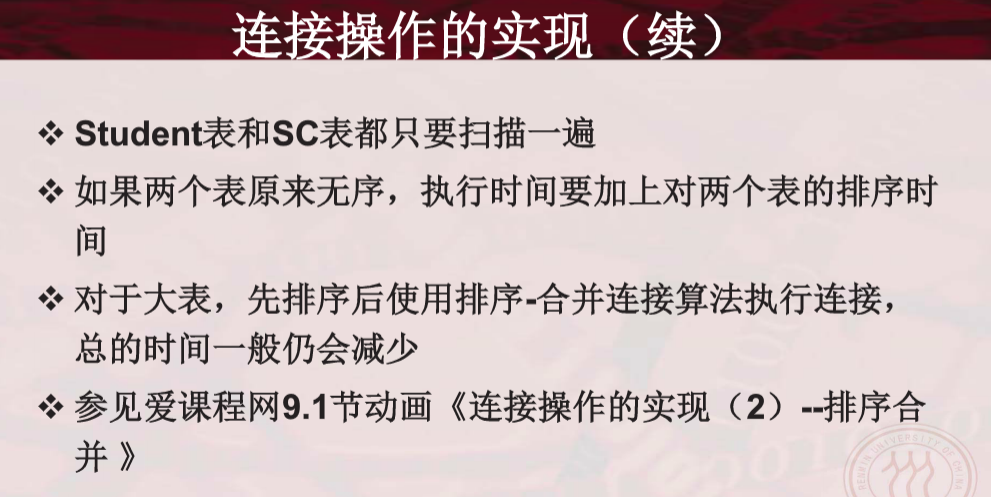 连接操作的实现（续）
❖ Student表和SC表都只要扫描一遍
❖ 如果两个表原来无序，执行时间要加上对两个表的排序时
间
❖ 对于大表，先排序后使用排序-合并连接算法执行连接，
总的时间一般仍会减少
❖ 参见爱课程网9.1节动画《连接操作的实现（2）--排序合
并 》